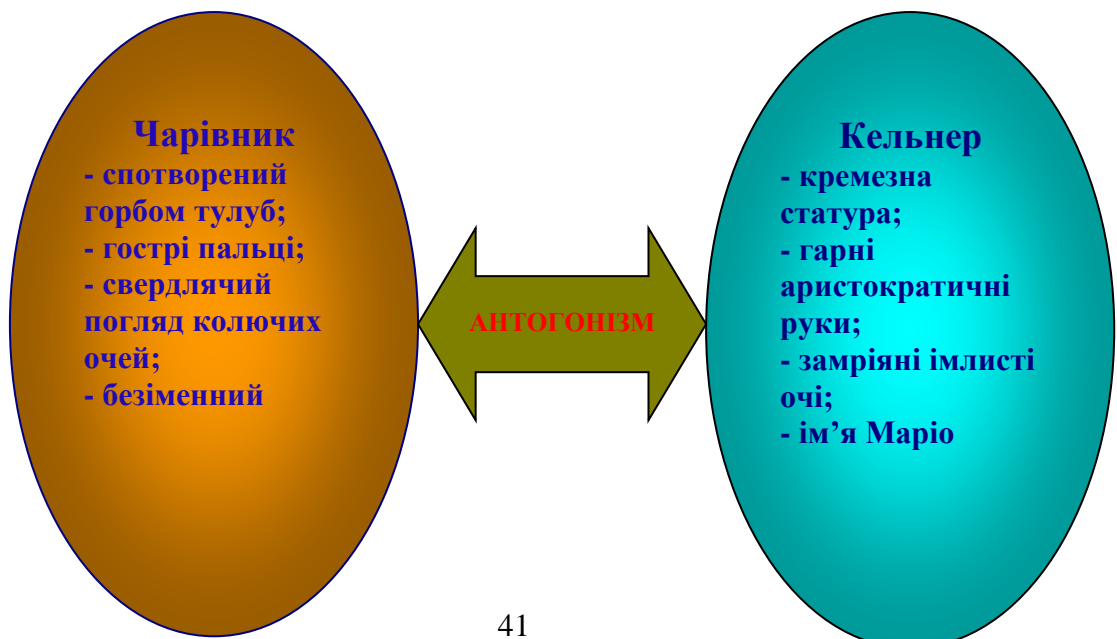 Чарівник
- спотворений
горбом тулуб;
- гострі пальці;
- свердлячий
погляд колючих
очей;
- безіменний
АНТОГОНІЗМ
Кельнер
- кремезна
статура;
- гарні
аристократичні
руки;
- замріяні імлисті
очі;
- ім’я Маріо
41